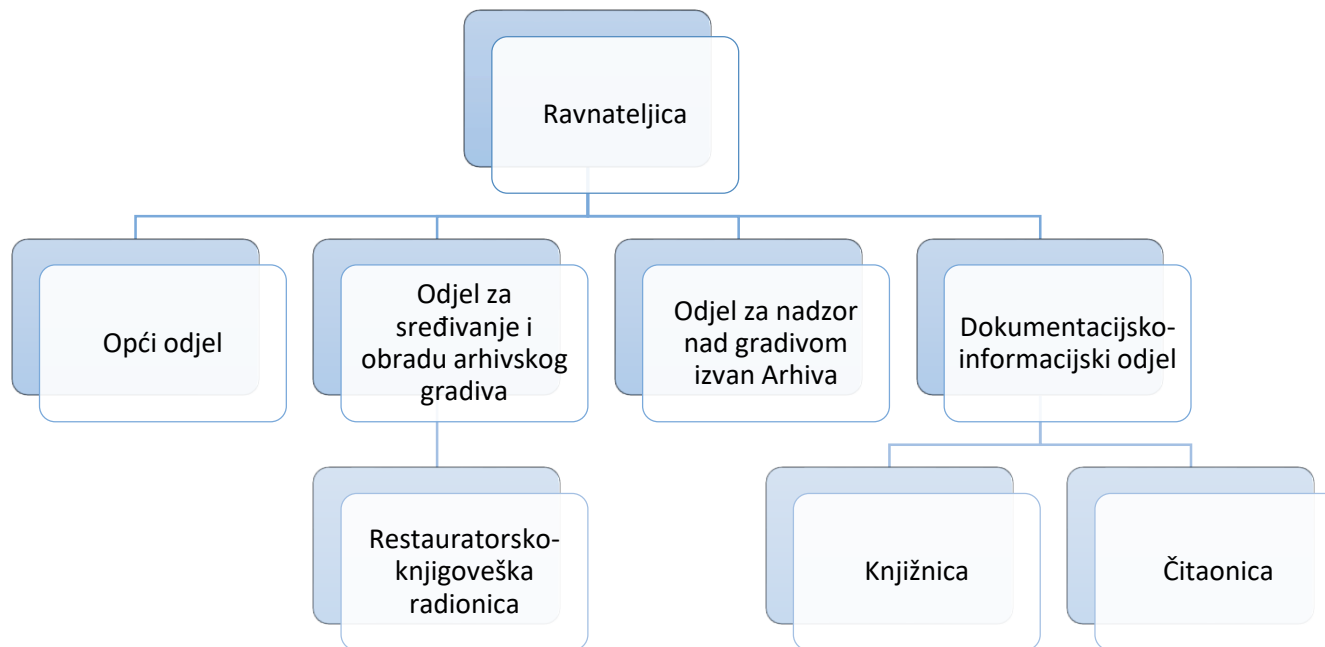 Ravnateljica
Opći odjel
Odjel za
sređivanje i
obradu arhivskog
gradiva
Odjel za nadzor
nad gradivom
izvan Arhiva
Dokumentacijsko-
informacijski odjel
Restauratorsko-
knjigoveška
radionica
Knjižnica
Čitaonica